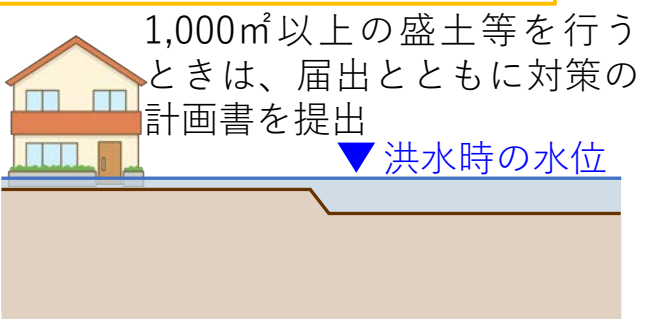 1,000㎡以上の盛土等を行う
ときは、届出とともに対策の
計画書を提出
▼洪水時の水位